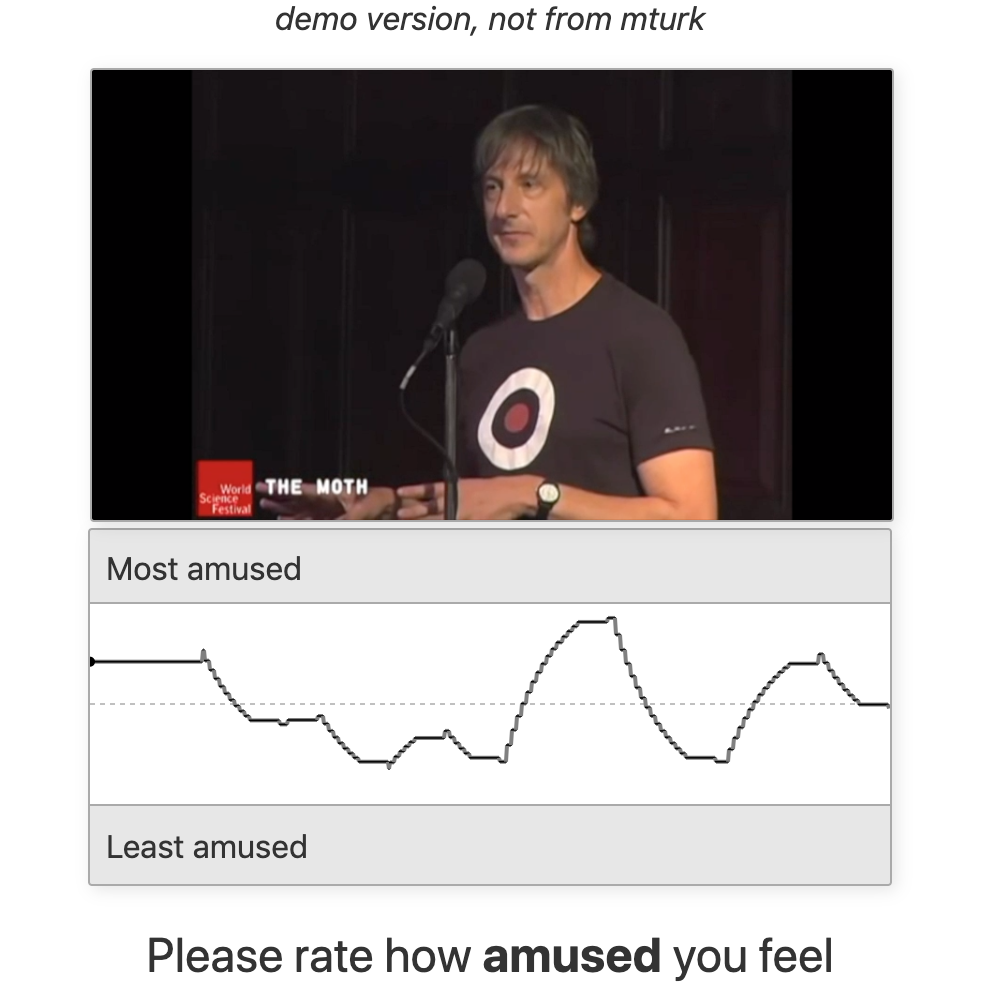 demo version, not from mturk
World
Science
Festival
THE MOTH
Most amused
Least amused
Please rate how amused you feel